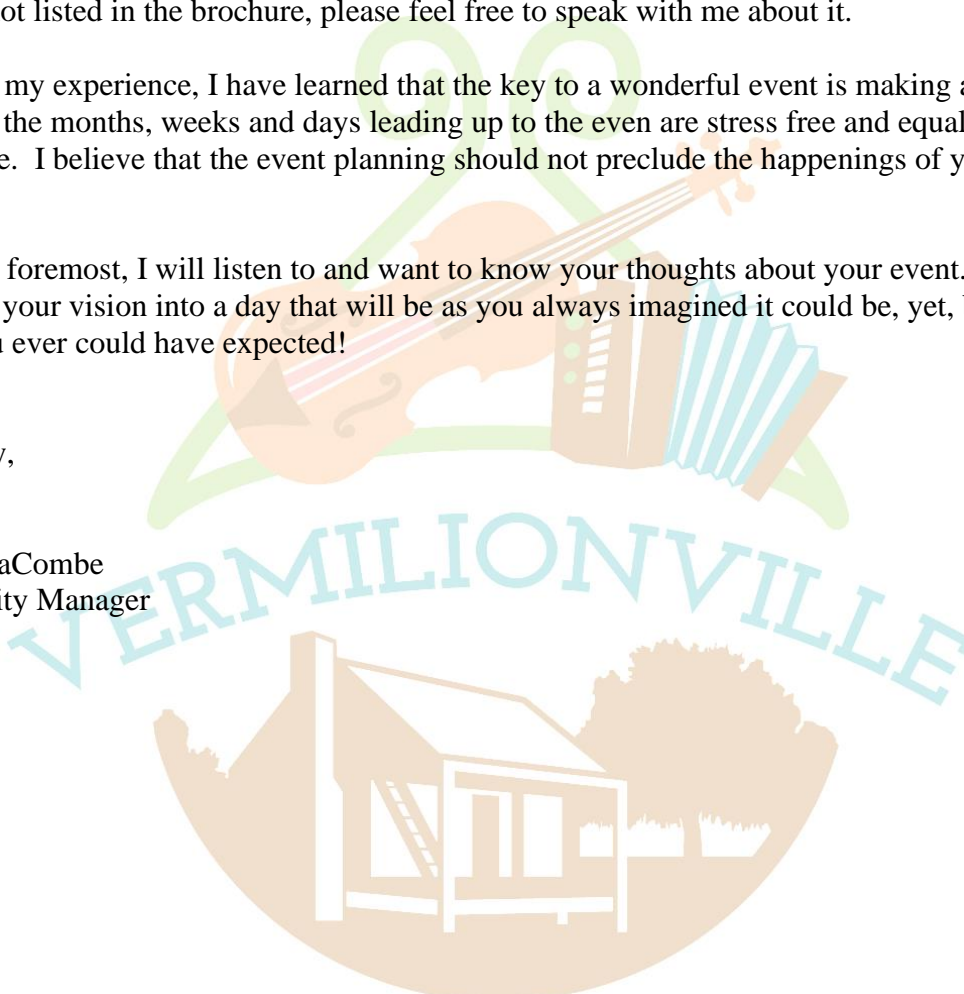 ot listed in the brochure, please feel free to speak with me about it.
my experience, I have learned that the key to a wonderful event is making a
the months, weeks and days leading up to the even are stress free and equal
e. I believe that the event planning should not preclude the happenings of y
foremost, I will listen to and want to know your thoughts about your event.
your vision into a day that will be as you always imagined it could be, yet,
u ever could have expected!
y,
aCombe
ity Manager
VERMILIONVILLE